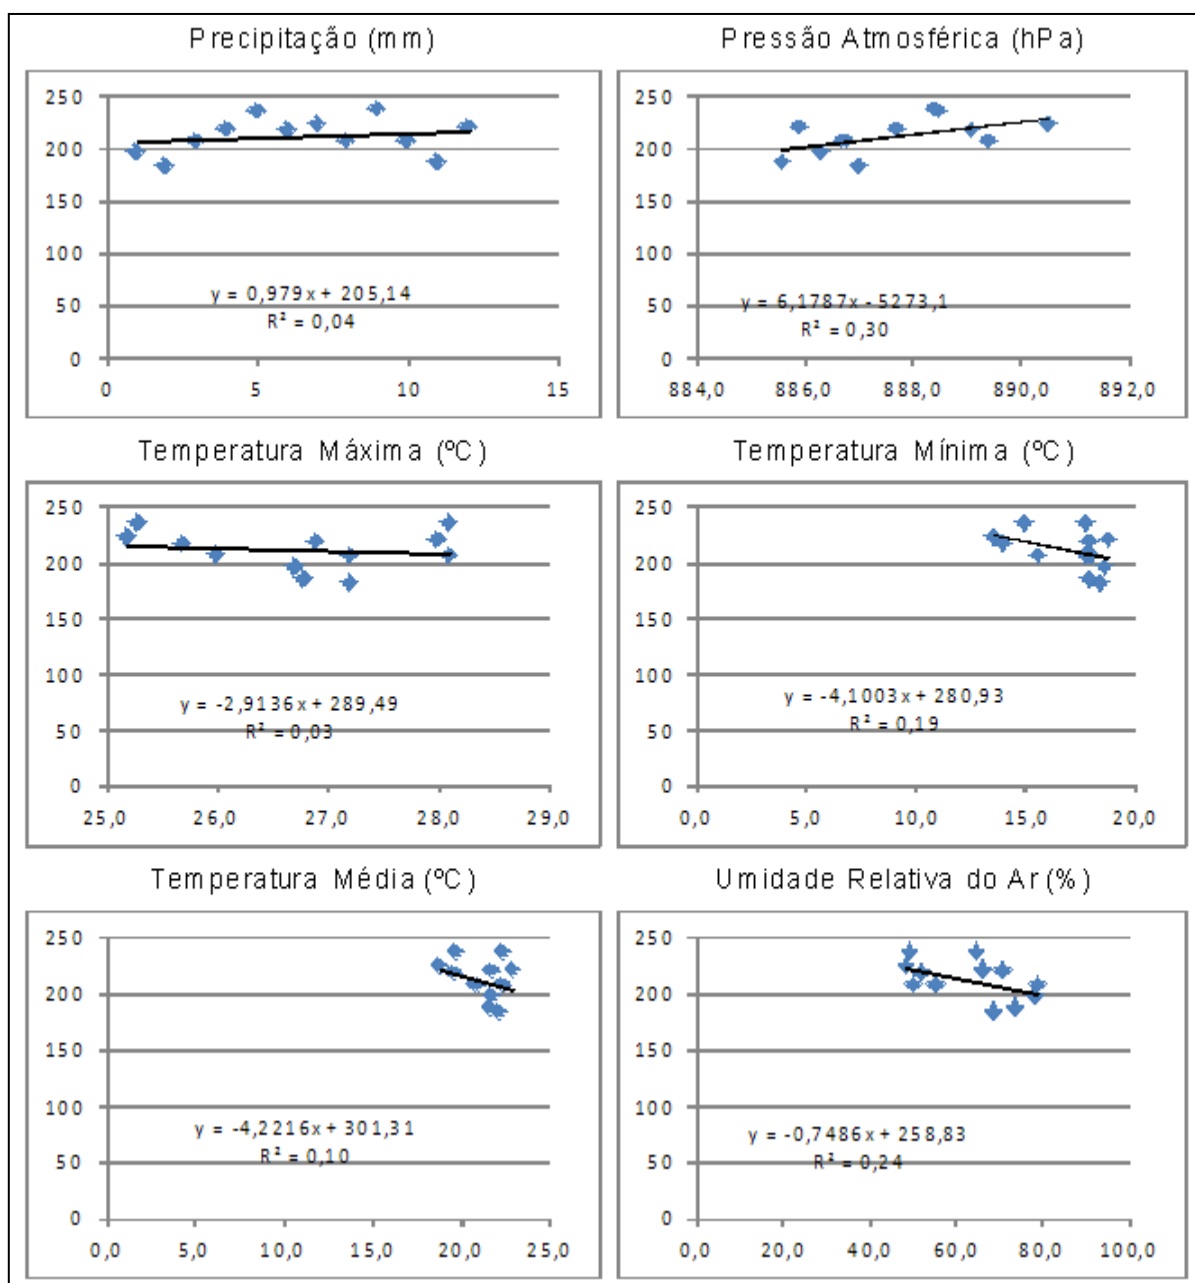 Precipitação (mm)
250
200
150
100
50
0
y = 0,979x + 205,14
R² = 0,04
0 5 10 15
Pressão Atmosférica (hPa)
250
200
150
100
50
0
y = 6,1787x - 5273,1
R² = 0,30
884,0 886,0 888,0 890,0 892,0
Temperatura Máxima (ºC)
250
200
150
100
50
0
y = -2,9136x + 289,49
R² = 0,03
25,0 26,0 27,0 28,0 29,0
Temperatura Mínima (ºC)
250
200
150
100
50
0
y = -4,1003x + 280,93
R² = 0,19
0,0 5,0 10,0 15,0 20,0
Temperatura Média (ºC)
250
200
150
100
50
0
y = -4,2216x + 301,31
R² = 0,10
0,0 5,0 10,0 15,0 20,0 25,0
Umidade Relativa do Ar (%)
250
200
150
100
50
0
y = -0,7486x + 258,83
R² = 0,24
0,0 20,0 40,0 60,0 80,0 100,0